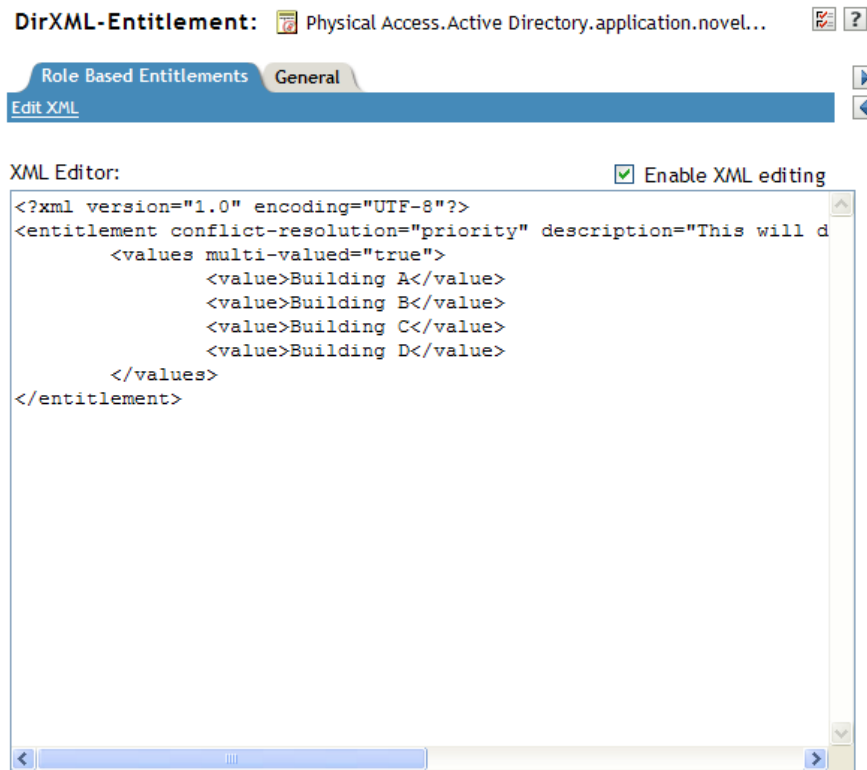 DirXML-Entitlement: Physical Access.Active Directory.application.novel... ?
Role Based Entitlements General
Edit XML
XML Editor: Enable XML editing
<?xml version="1.0" encoding="UTF-8"?>
<entitlement conflict-resolution="priority" description="This will d
        <values multi-valued="true">
                <value>Building A</value>
                <value>Building B</value>
                <value>Building C</value>
                <value>Building D</value>
        </values>
</entitlement>